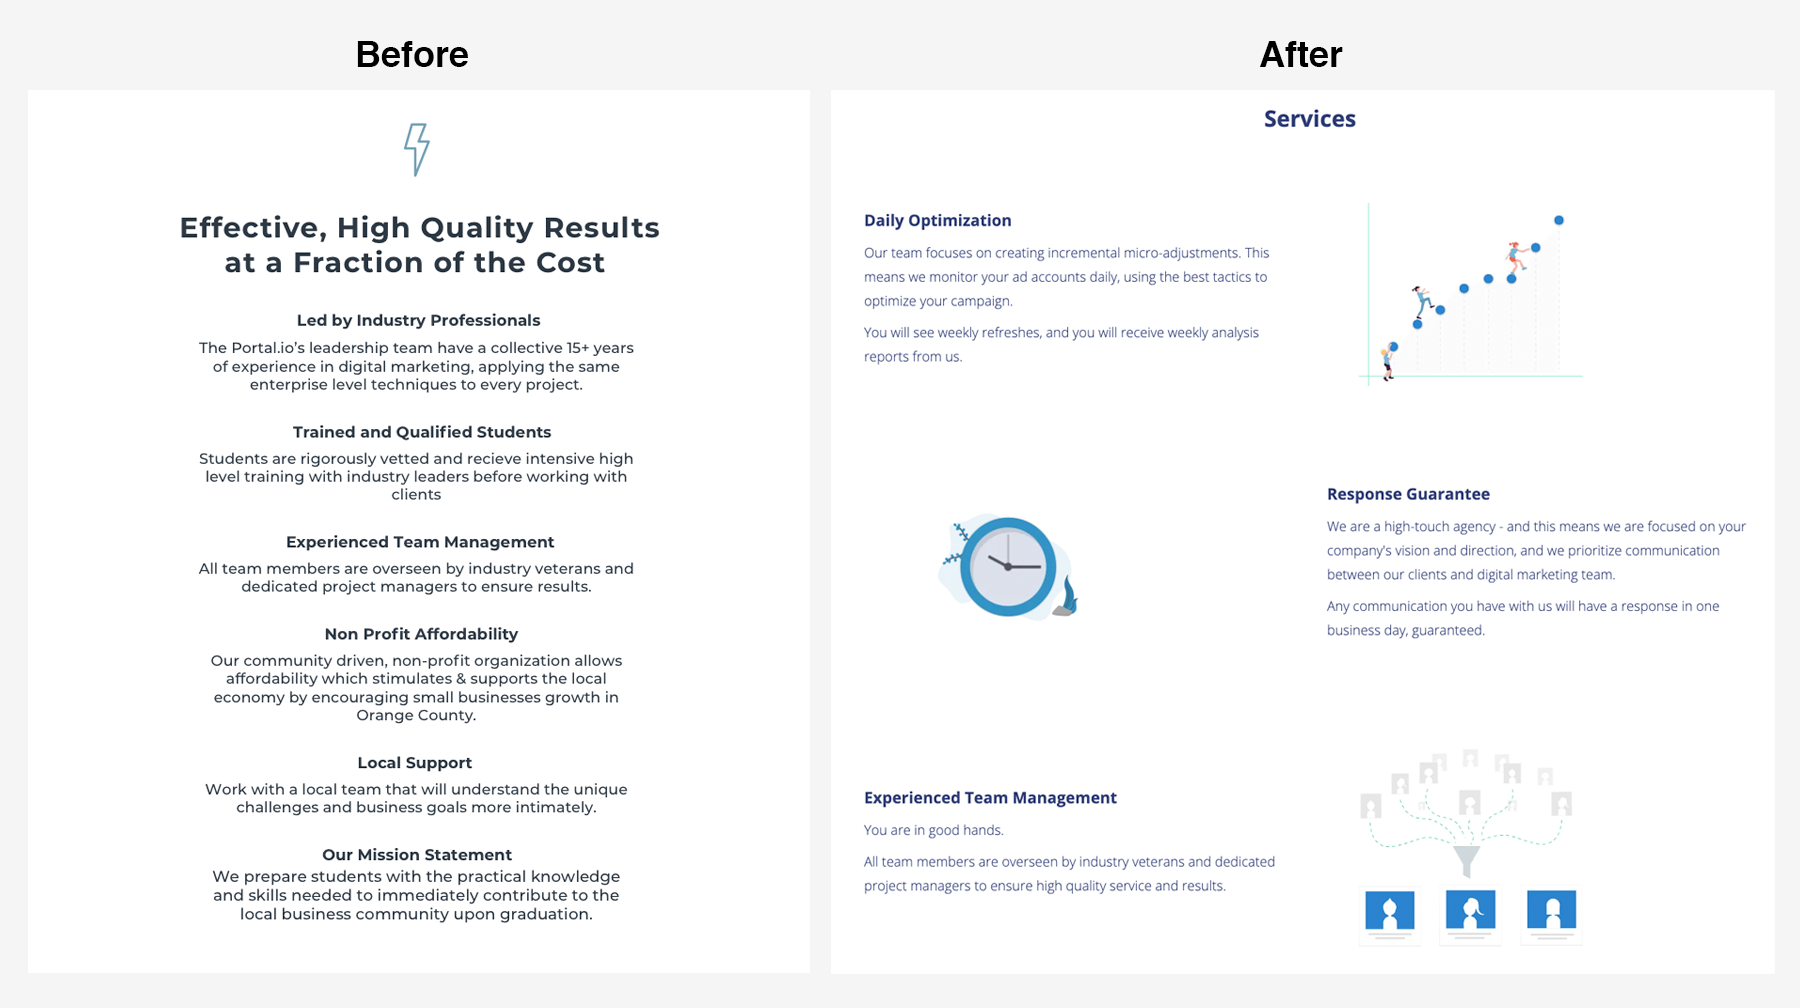 Before
Effective, High Quality Results
at a Fraction of the Cost
Led by Industry Professionals
The Portal.io’s leadership team have a collective 15+ years
of experience in digital marketing, applying the same
enterprise level techniques to every project.
Trained and Qualified Students
Students are rigorously vetted and recieve intensive high
level training with industry leaders before working with
clients
Experienced Team Management
All team members are overseen by industry veterans and
dedicated project managers to ensure results.
Non Profit Affordability
Our community driven, non-profit organization allows
affordability which stimulates & supports the local
economy by encouraging small businesses growth in
Orange County.
Local Support
Work with a local team that will understand the unique
challenges and business goals more intimately.
Our Mission Statement
We prepare students with the practical knowledge
and skills needed to immediately contribute to the
local business community upon graduation.
After
Services
Daily Optimization
Our team focuses on creating incremental micro-adjustments. This
means we monitor your ad accounts daily, using the best tactics to
optimize your campaign.
You will see weekly refreshes, and you will receive weekly analysis
reports from us.
Response Guarantee
We are a high-touch agency - and this means we are focused on your
company's vision and direction, and we prioritize communication
between our clients and digital marketing team.
Any communication you have with us will have a response in one
business day, guaranteed.
Experienced Team Management
You are in good hands.
All team members are overseen by industry veterans and dedicated
project managers to ensure high quality service and results.